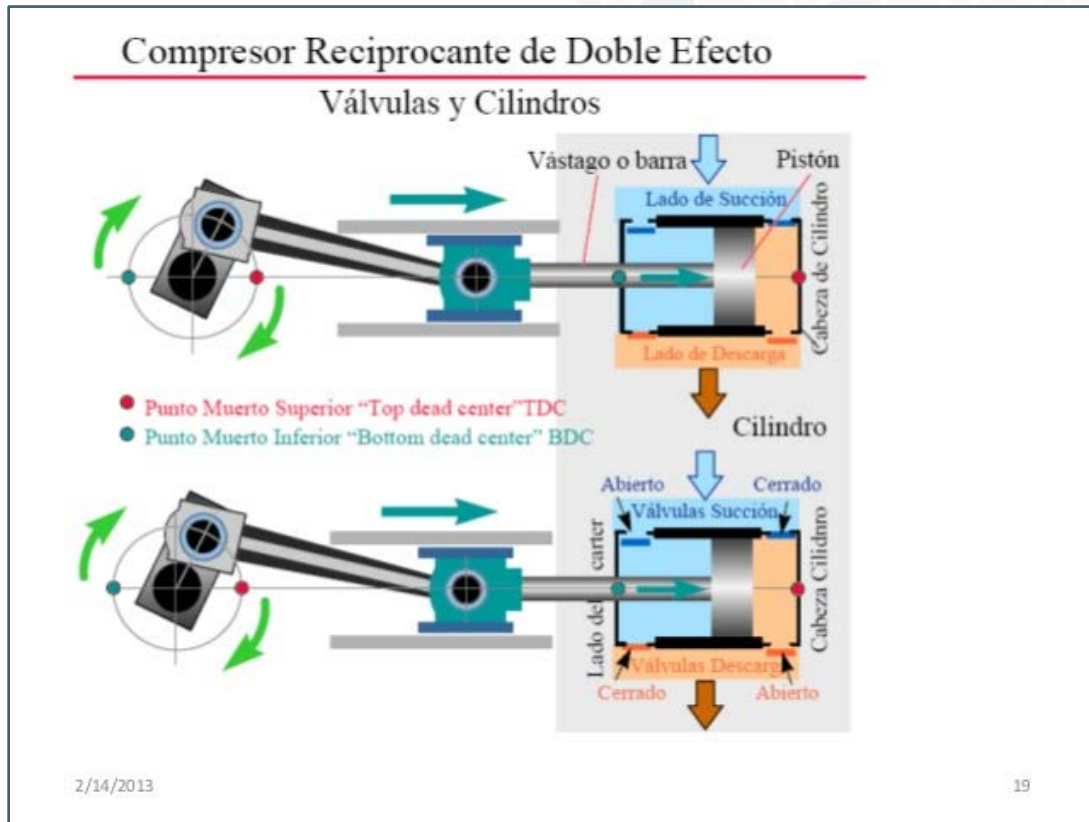 Compresor Reciprocante de Doble Efecto
Válvulas y Cilindros
Vástago o barra
Pistón
Lado de Succión
Cabeza de Cilindro
Lado de Descarga
Punto Muerto Superior “Top dead center”TDC
Punto Muerto Inferior “Bottom dead center” BDC
Cilindro
Abierto
Cerrado
Válvulas Succión
Lado del carter
Cabeza Cilidnro
Válvulas Descarga
Cerrado
Abierto
2/14/2013
19